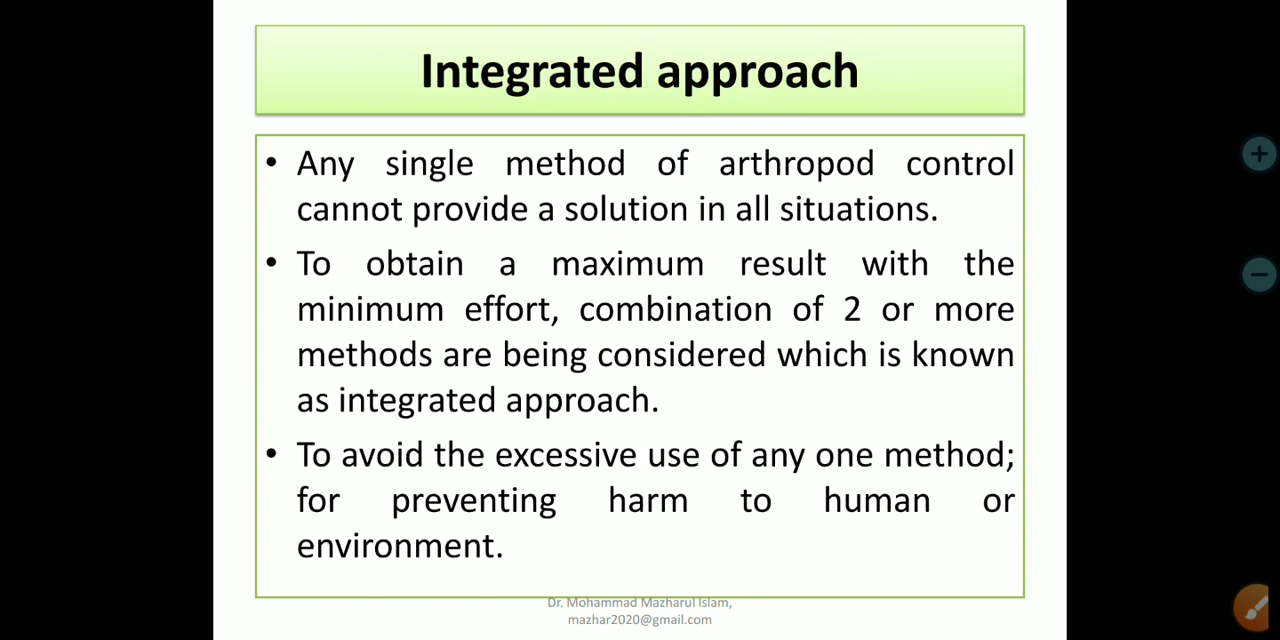 Integrated approach
• Any single method of arthropod control
cannot provide a solution in all situations.
• To obtain a maximum result with the
minimum effort, combination of 2 or more
methods are being considered which is known
as integrated approach.
• To avoid the excessive use of any one method;
for preventing harm to human or
environment.
Dr. Mohammad Mazharul Islam,
mazhar2020@gmail.com